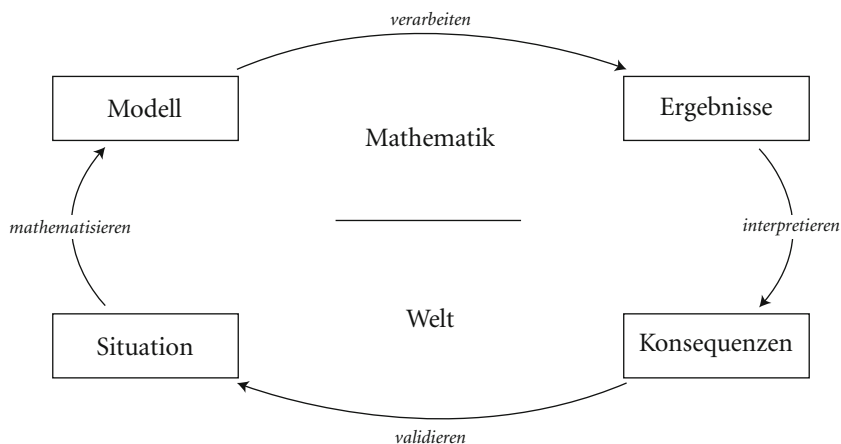 verarbeiten
Modell
Ergebnisse
Mathematik
mathematisieren
interpretieren
Welt
Situation
Konsequenzen
validieren